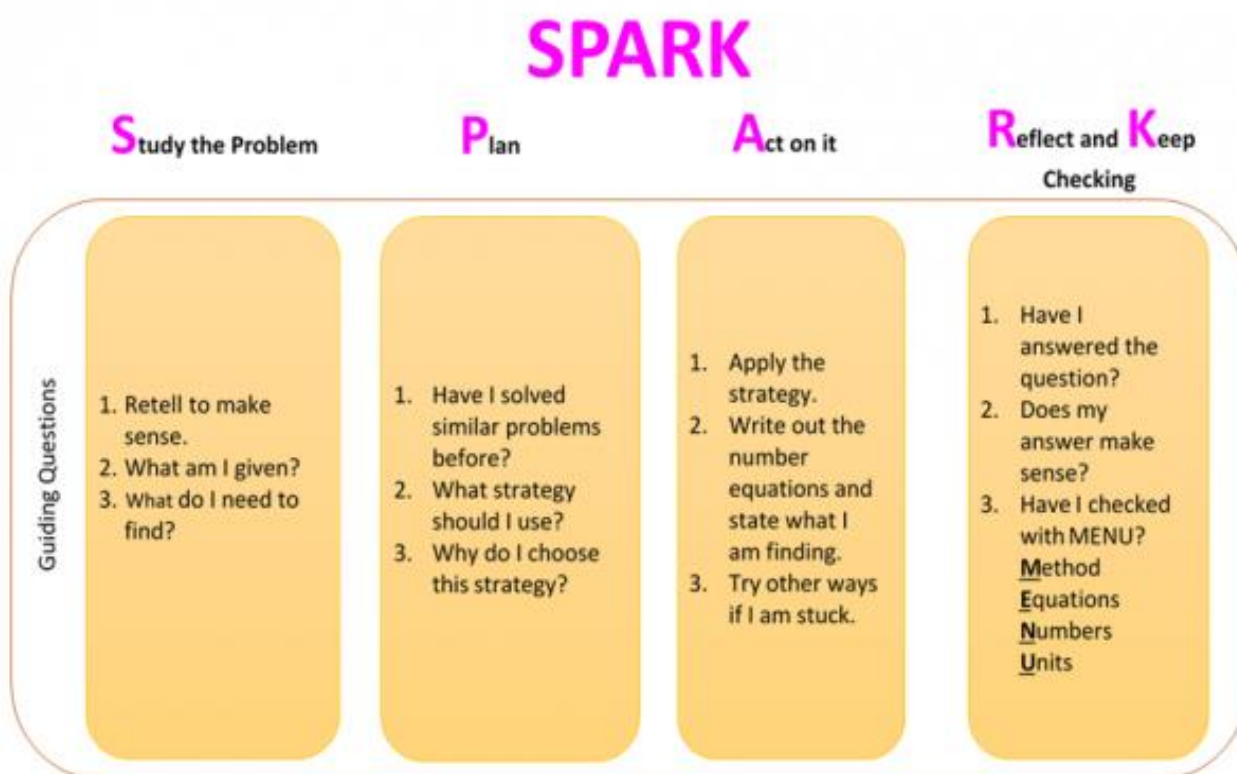 SPARK
Study the Problem
Plan
Act on it
Reflect and Keep
Checking
Guiding Questions
1. Retell to make
sense.
2. What am I given?
3. What do I need to
find?
1. Have I solved
similar problems
before?
2. What strategy
should I use?
3. Why do I choose
this strategy?
1. Apply the
strategy.
2. Write out the
number
equations and
state what I
am finding.
3. Try other ways
if I am stuck.
1. Have I
answered the
question?
2. Does my
answer make
sense?
3. Have I checked
with MENU?
Method
Equations
Numbers
Units